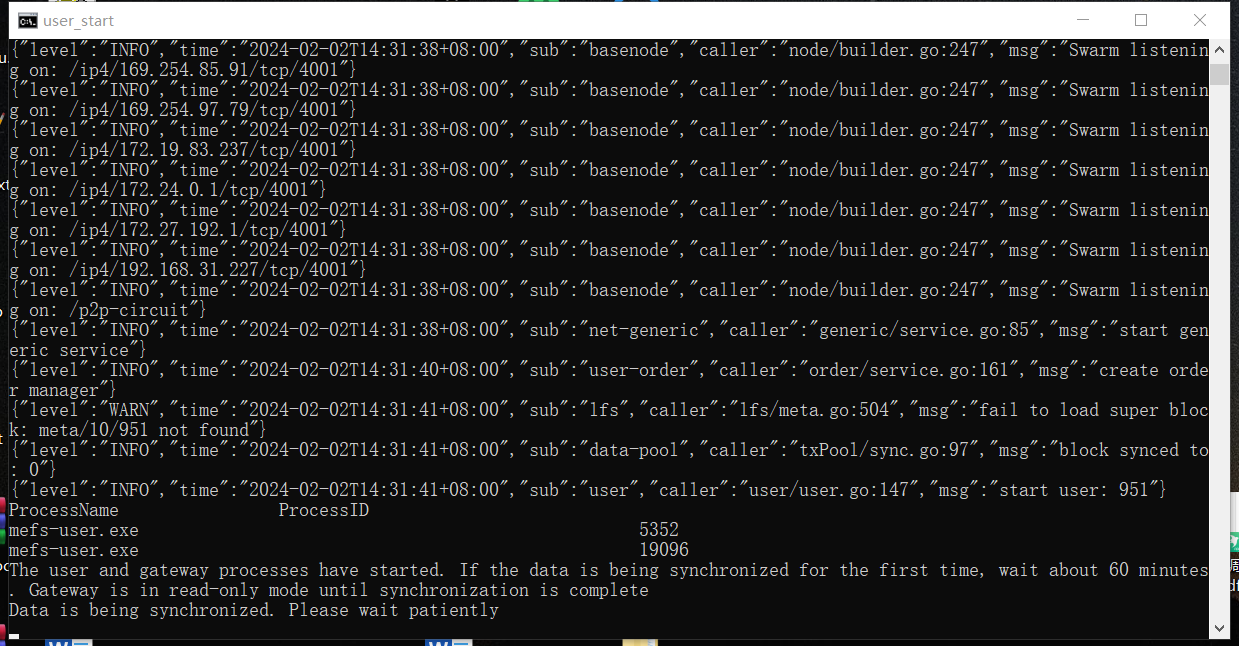 user_start
{"level":"INFO","time":"2024-02-02T14:31:38+08:00","sub":"basenode","caller":"node/builder.go:247","msg":"Swarm listenin
g on: /ip4/169.254.85.91/tcp/4001"}
{"level":"INFO","time":"2024-02-02T14:31:38+08:00","sub":"basenode","caller":"node/builder.go:247","msg":"Swarm listenin
g on: /ip4/169.254.97.79/tcp/4001"}
{"level":"INFO","time":"2024-02-02T14:31:38+08:00","sub":"basenode","caller":"node/builder.go:247","msg":"Swarm listenin
g on: /ip4/172.19.83.237/tcp/4001"}
{"level":"INFO","time":"2024-02-02T14:31:38+08:00","sub":"basenode","caller":"node/builder.go:247","msg":"Swarm listenin
g on: /ip4/172.24.0.1/tcp/4001"}
{"level":"INFO","time":"2024-02-02T14:31:38+08:00","sub":"basenode","caller":"node/builder.go:247","msg":"Swarm listenin
g on: /ip4/172.27.192.1/tcp/4001"}
{"level":"INFO","time":"2024-02-02T14:31:38+08:00","sub":"basenode","caller":"node/builder.go:247","msg":"Swarm listenin
g on: /ip4/192.168.31.227/tcp/4001"}
{"level":"INFO","time":"2024-02-02T14:31:38+08:00","sub":"basenode","caller":"node/builder.go:247","msg":"Swarm listenin
g on: /p2p-circuit"}
{"level":"INFO","time":"2024-02-02T14:31:38+08:00","sub":"net-generic","caller":"generic/service.go:85","msg":"start gen
eric service"}
{"level":"INFO","time":"2024-02-02T14:31:40+08:00","sub":"user-order","caller":"order/service.go:161","msg":"create orde
r manager"}
{"level":"WARN","time":"2024-02-02T14:31:41+08:00","sub":"lfs","caller":"lfs/meta.go:504","msg":"fail to load super bloc
k: meta/10/951 not found"}
{"level":"INFO","time":"2024-02-02T14:31:41+08:00","sub":"data-pool","caller":"txPool/sync.go:97","msg":"block synced to
: 0"}
{"level":"INFO","time":"2024-02-02T14:31:41+08:00","sub":"user","caller":"user/user.go:147","msg":"start user: 951"}
ProcessName ProcessID
mefs-user.exe 5352
mefs-user.exe 19096
The user and gateway processes have started. If the data is being synchronized for the first time, wait about 60 minutes
. Gateway is in read-only mode until synchronization is complete
Data is being synchronized. Please wait patiently